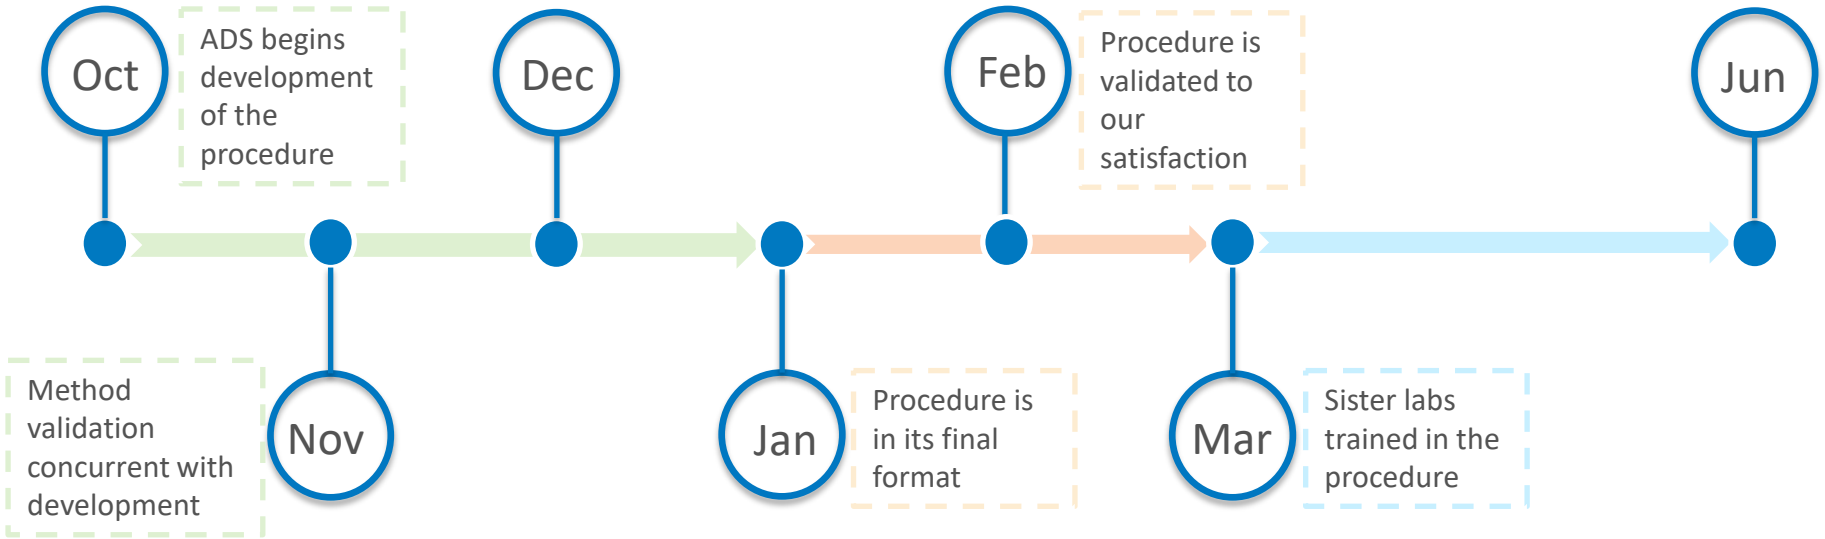 Oct
ADS begins
development
of the
procedure
Dec
Feb
Procedure is
validated to
our
satisfaction
Jun
Method
validation
concurrent with
development
Nov
Jan
Procedure is
in its final
format
Mar
Sister labs
trained in the
procedure